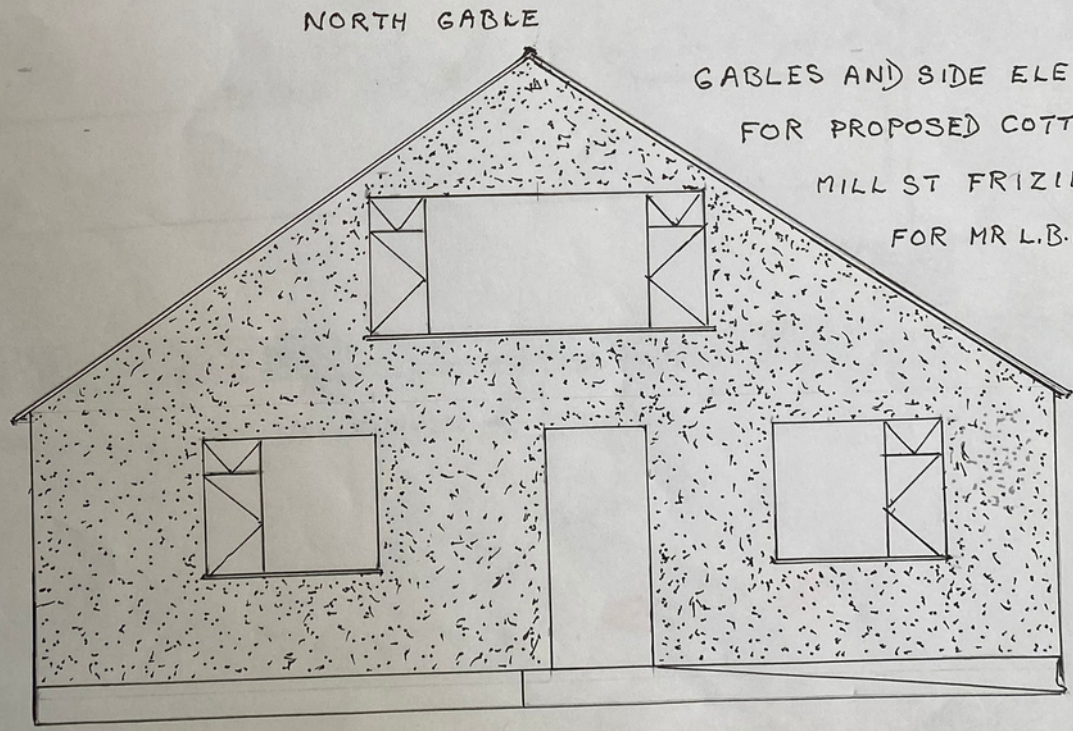 NORTH GABLE
GABLES AND SIDE ELE
FOR PROPOSED COTT
MILL ST FRIZI
FOR MR L.B.